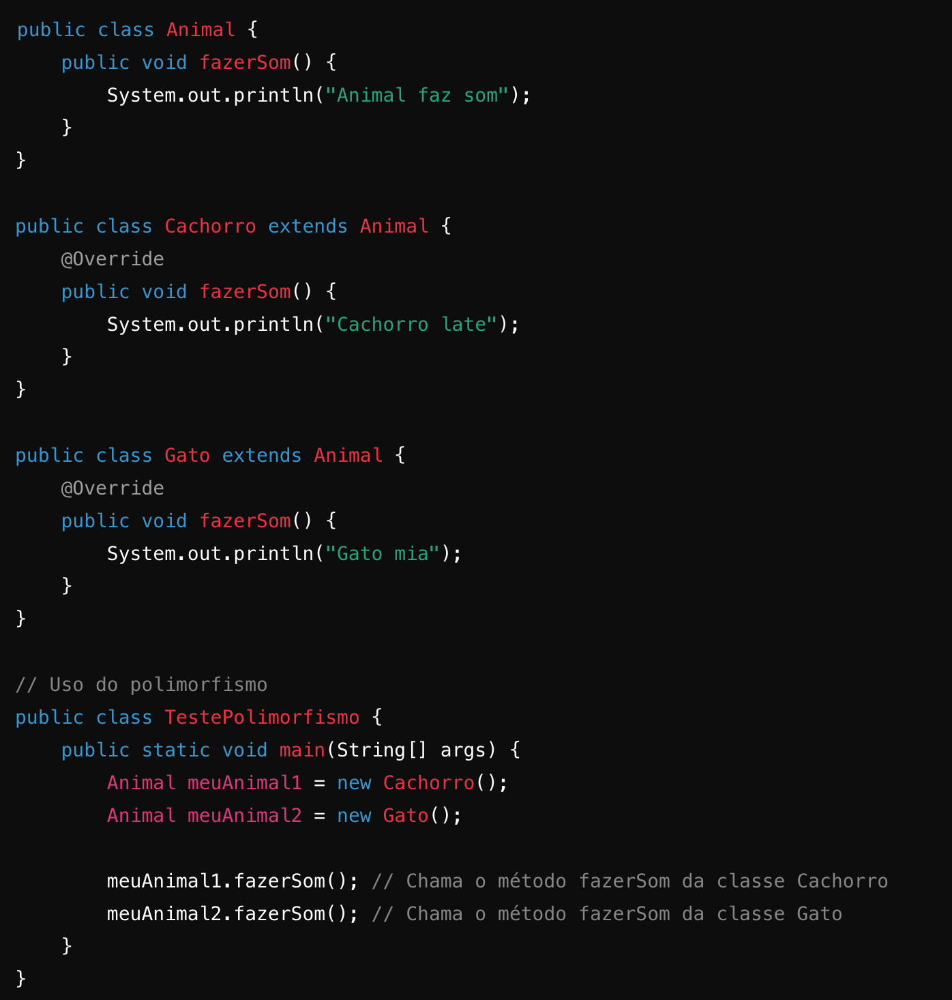 public class Animal {
    public void fazerSom() {
        System.out.println("Animal faz som");
    }
}

public class Cachorro extends Animal {
    @Override
    public void fazerSom() {
        System.out.println("Cachorro late");
    }
}

public class Gato extends Animal {
    @Override
    public void fazerSom() {
        System.out.println("Gato mia");
    }
}

// Uso do polimorfismo
public class TestePolimorfismo {
    public static void main(String[] args) {
        Animal meuAnimal1 = new Cachorro();
        Animal meuAnimal2 = new Gato();

        meuAnimal1.fazerSom(); // Chama o método fazerSom da classe Cachorro
        meuAnimal2.fazerSom(); // Chama o método fazerSom da classe Gato
    }
}